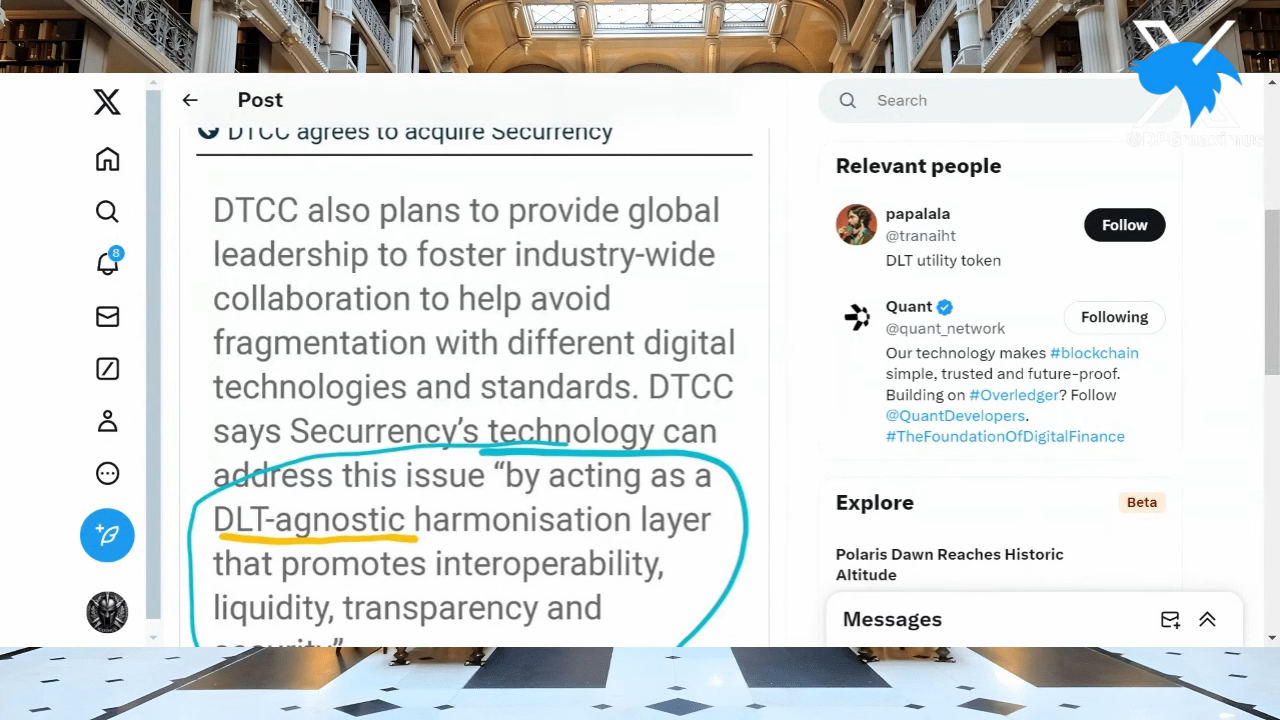 Post
DTCC agrees to acquire Securrency
DTCC also plans to provide global
leadership to foster industry-wide
collaboration to help avoid
fragmentation with different digital
technologies and standards. DTCC
says Securrency’s technology can
address this issue “by acting as a
DLT-agnostic harmonisation layer
that promotes interoperability,
liquidity, transparency and
security”
8
Search
Relevant people
papalala
@tranaiht
Follow
DLT utility token
Quant
@quant_network
Following
Our technology makes #blockchain
simple, trusted and future-proof.
Building on #Overledger? Follow
@QuantDevelopers.
#TheFoundationOfDigitalFinance
Explore
Beta
Polaris Dawn Reaches Historic
Altitude
Messages